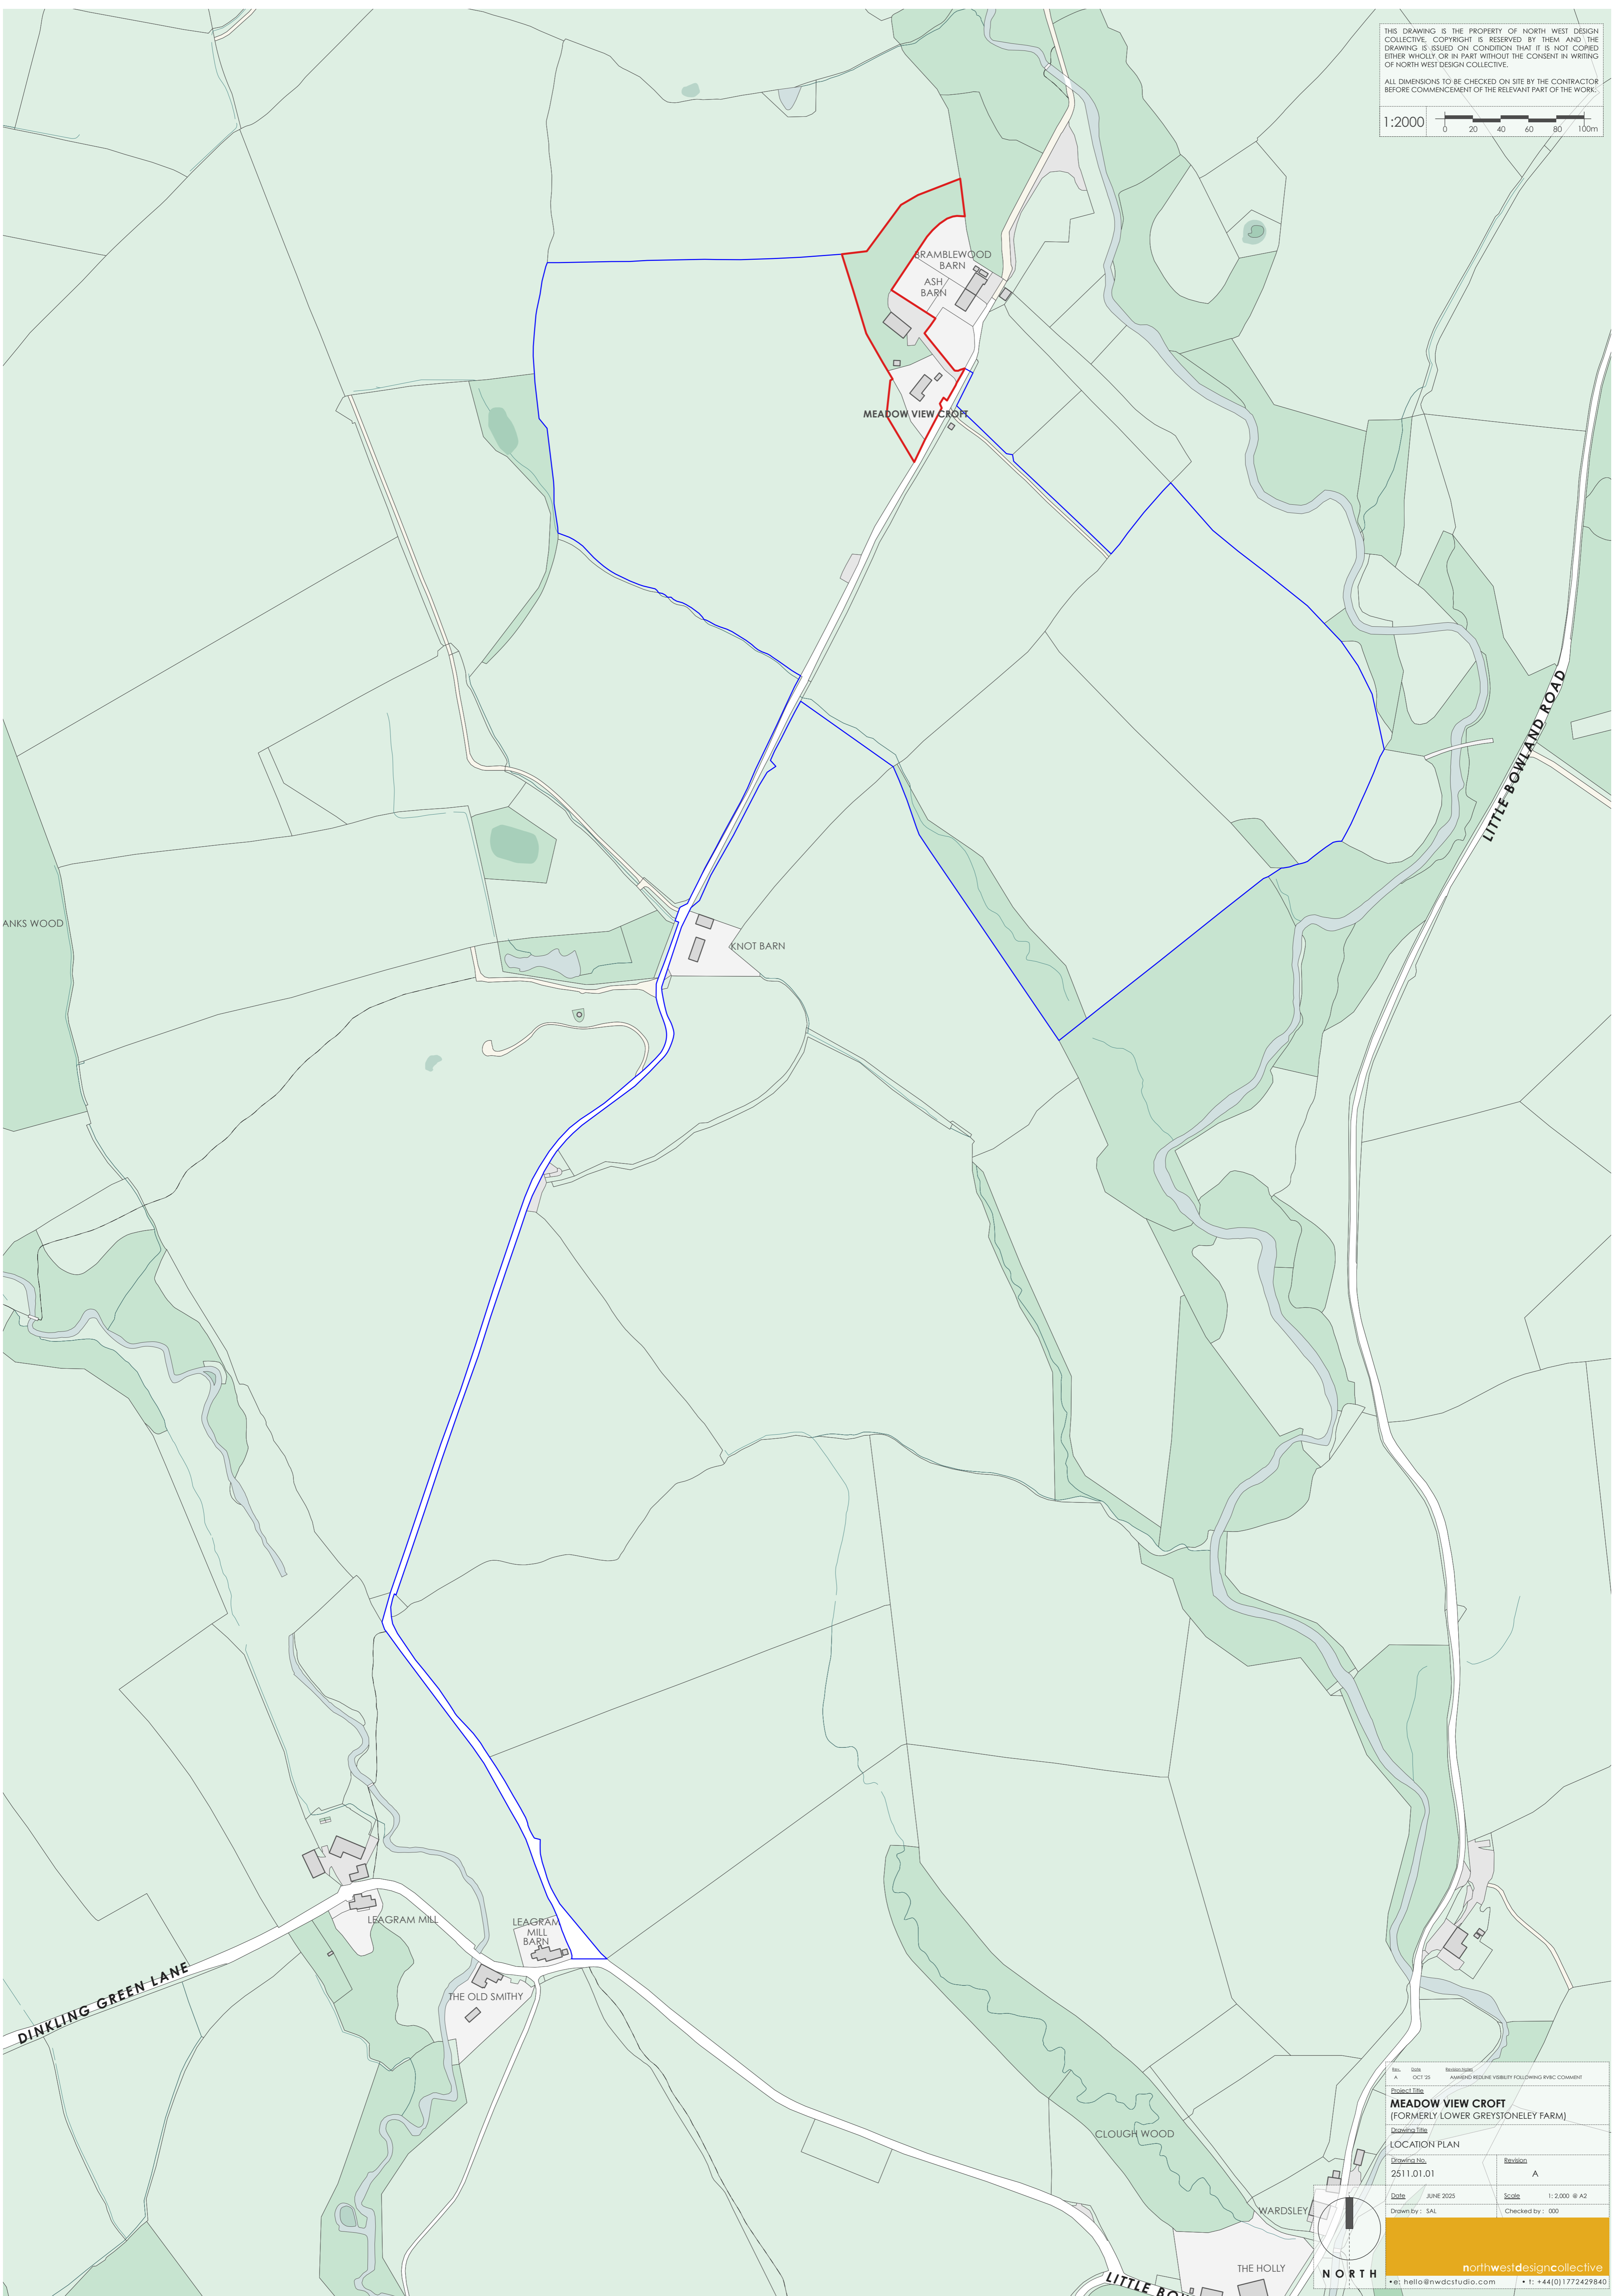 THIS DRAWING IS THE PROPERTY OF NORTH WEST DESIGN
COLLECTIVE, COPYRIGHT IS RESERVED BY THEM AND THE
DRAWING IS ISSUED ON CONDITION THAT IT IS NOT COPIED
EITHER WHOLLY OR IN PART WITHOUT THE CONSENT IN WRITING
OF NORTH WEST DESIGN COLLECTIVE.
ALL DIMENSIONS TO BE CHECKED ON SITE BY THE CONTRACTOR
BEFORE COMMENCEMENT OF THE RELEVANT PART OF THE WORK.
1:2000
0 20 40 60 80 100m
BRAMBLEWOOD
BARN
ASH
BARN
MEADOW VIEW CROFT
LITTLE BOWLAND ROAD
ANKS WOOD
KNOT BARN
LEAGRAM MILL
LEAGRAM
MILL
BARN
DINKLING GREEN LANE
THE OLD SMITHY
CLOUGH WOOD
WARDSLEY
THE HOLLY
LITTLE BO
NORTH
Rev. Date Revision Notes
A OCT '25 AMMEND REDLINE VISIBILITY FOLLOWING RVBC COMMENT
Project Title
MEADOW VIEW CROFT
(FORMERLY LOWER GREYSTONELEY FARM)
Drawing Title
LOCATION PLAN
Drawing No. Revision
2511.01.01 A
Date JUNE 2025 Scale 1: 2,000 @ A2
Drawn by : SAL Checked by : 000
northwestdesigncollective
•e: hello@nwdcstudio.com • t: +44(0)1772429840